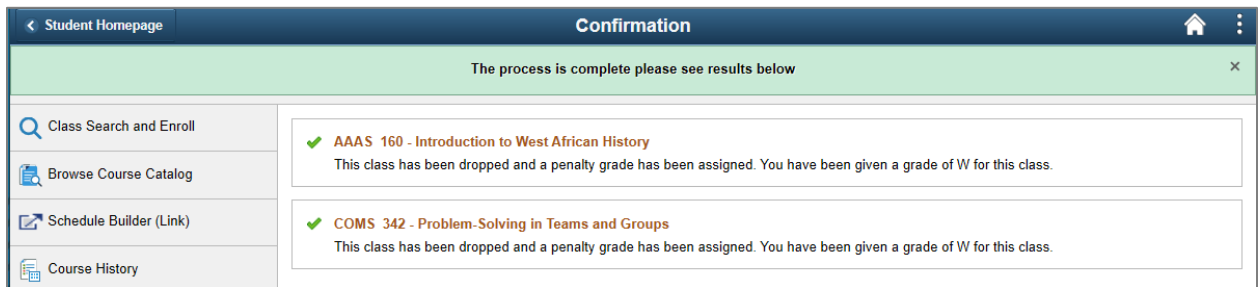 Student Homepage
Confirmation
The process is complete please see results below
Class Search and Enroll
Browse Course Catalog
Schedule Builder (Link)
Course History
AAAS 160 - Introduction to West African History
This class has been dropped and a penalty grade has been assigned. You have been given a grade of W for this class.
COMS 342 - Problem-Solving in Teams and Groups
This class has been dropped and a penalty grade has been assigned. You have been given a grade of W for this class.